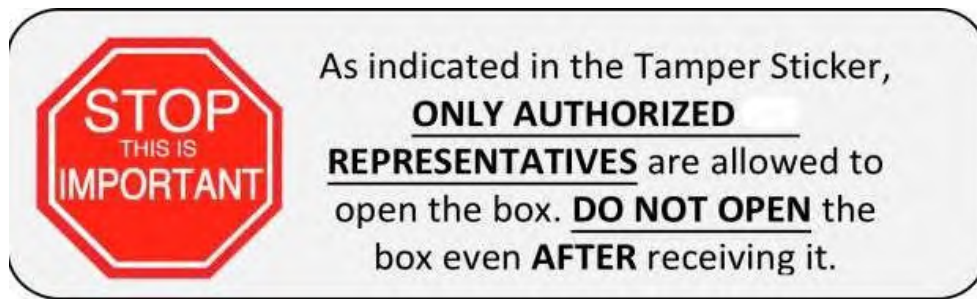 STOP
THIS IS
IMPORTANT
As indicated in the Tamper Sticker,
ONLY AUTHORIZED
REPRESENTATIVES are allowed to
open the box. DO NOT OPEN the
box even AFTER receiving it.